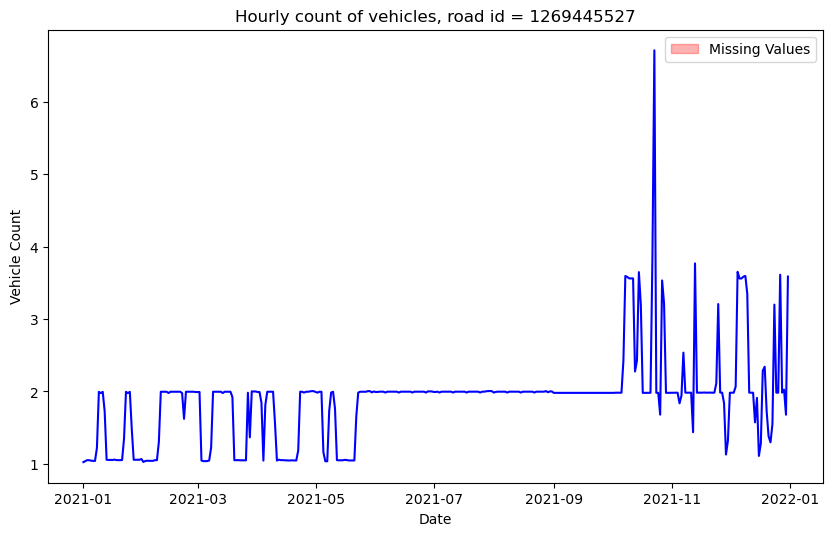 Hourly count of vehicles, road id = 1269445527
Missing Values
Vehicle Count
6
5
4
3
2
1
2021-01 2021-03 2021-05 2021-07 2021-09 2021-11 2022-01
Date